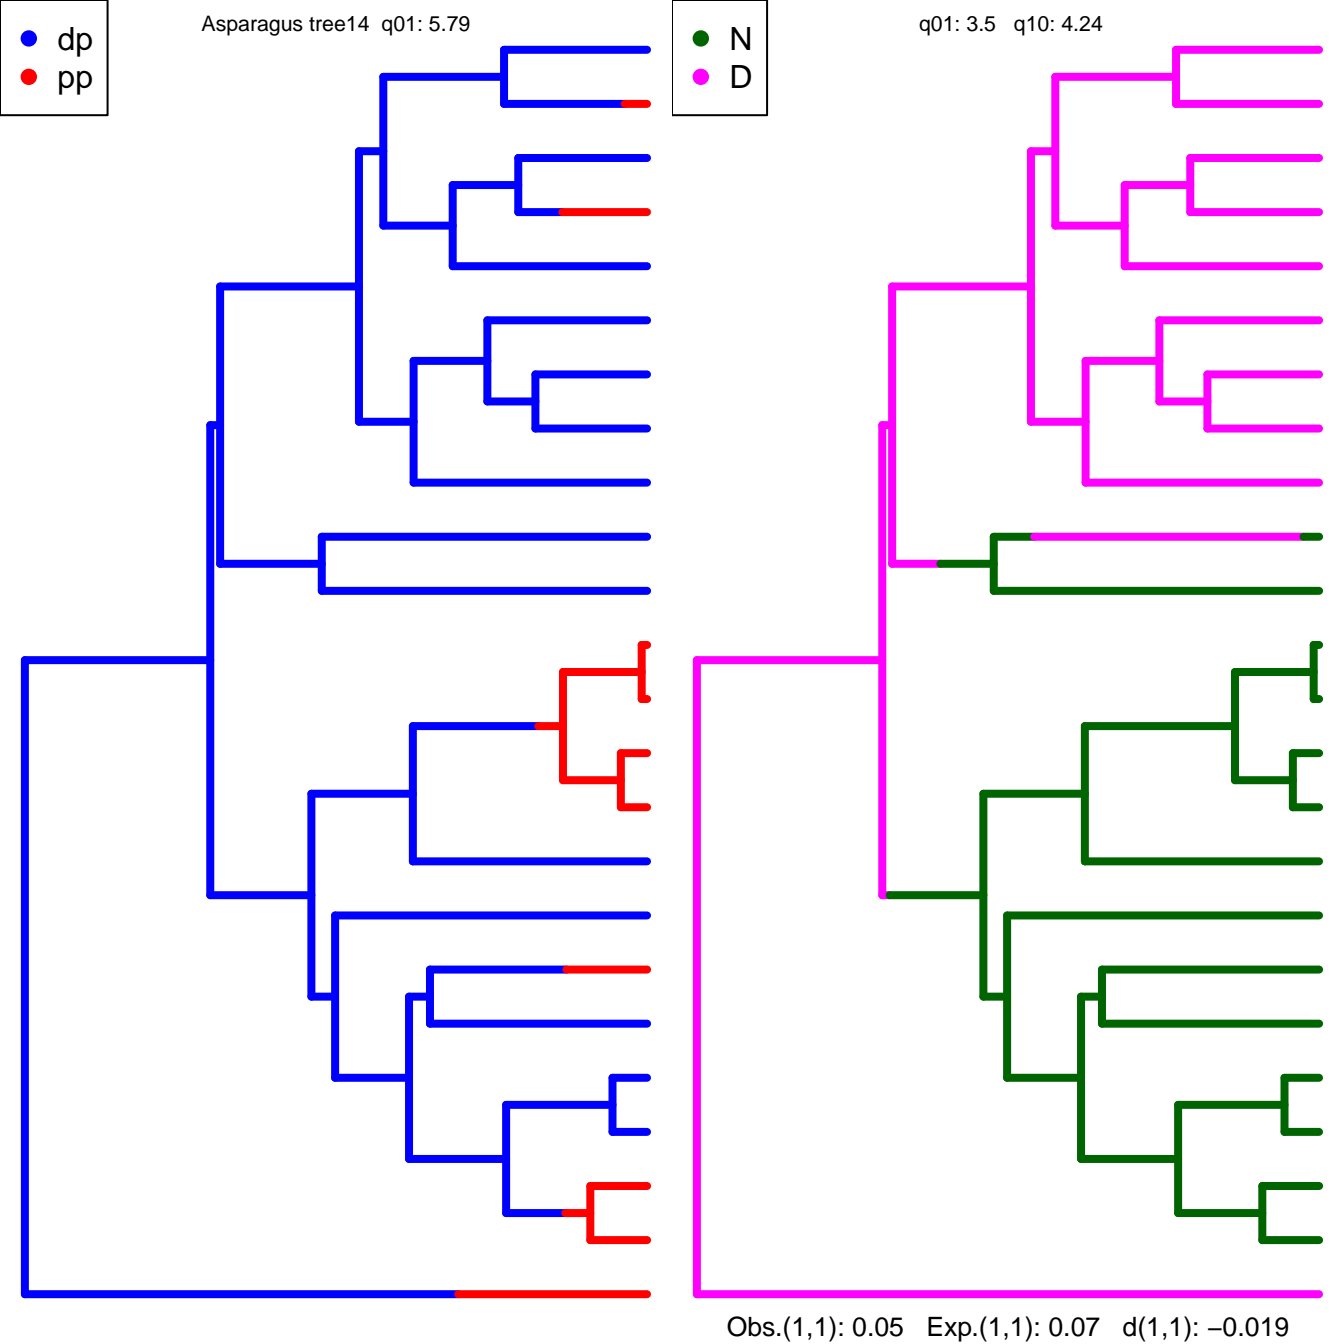 Asparagus tree14 q01: 5.79
dp
pp
q01: 3.5 q10: 4.24
N
D
Obs.(1,1): 0.05 Exp.(1,1): 0.07 d(1,1): −0.019